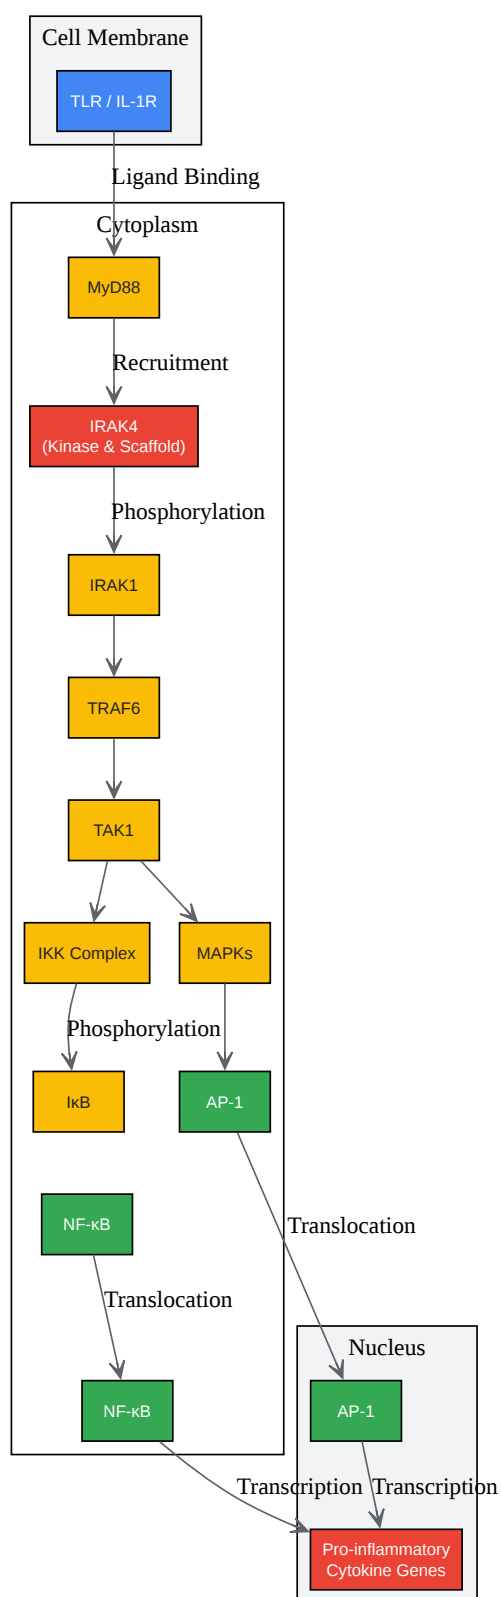 Cell Membrane
TLR / IL-1R
Ligand Binding
Cytoplasm
MyD88
Recruitment
IRAK4
(Kinase & Scaffold)
Phosphorylation
IRAK1
TRAF6
TAK1
IKK Complex
MAPKs
Phosphorylation
IκB
AP-1
NF-κB
Translocation
Translocation
Nucleus
NF-κB
AP-1
Transcription
Transcription
Pro-inflammatory
Cytokine Genes